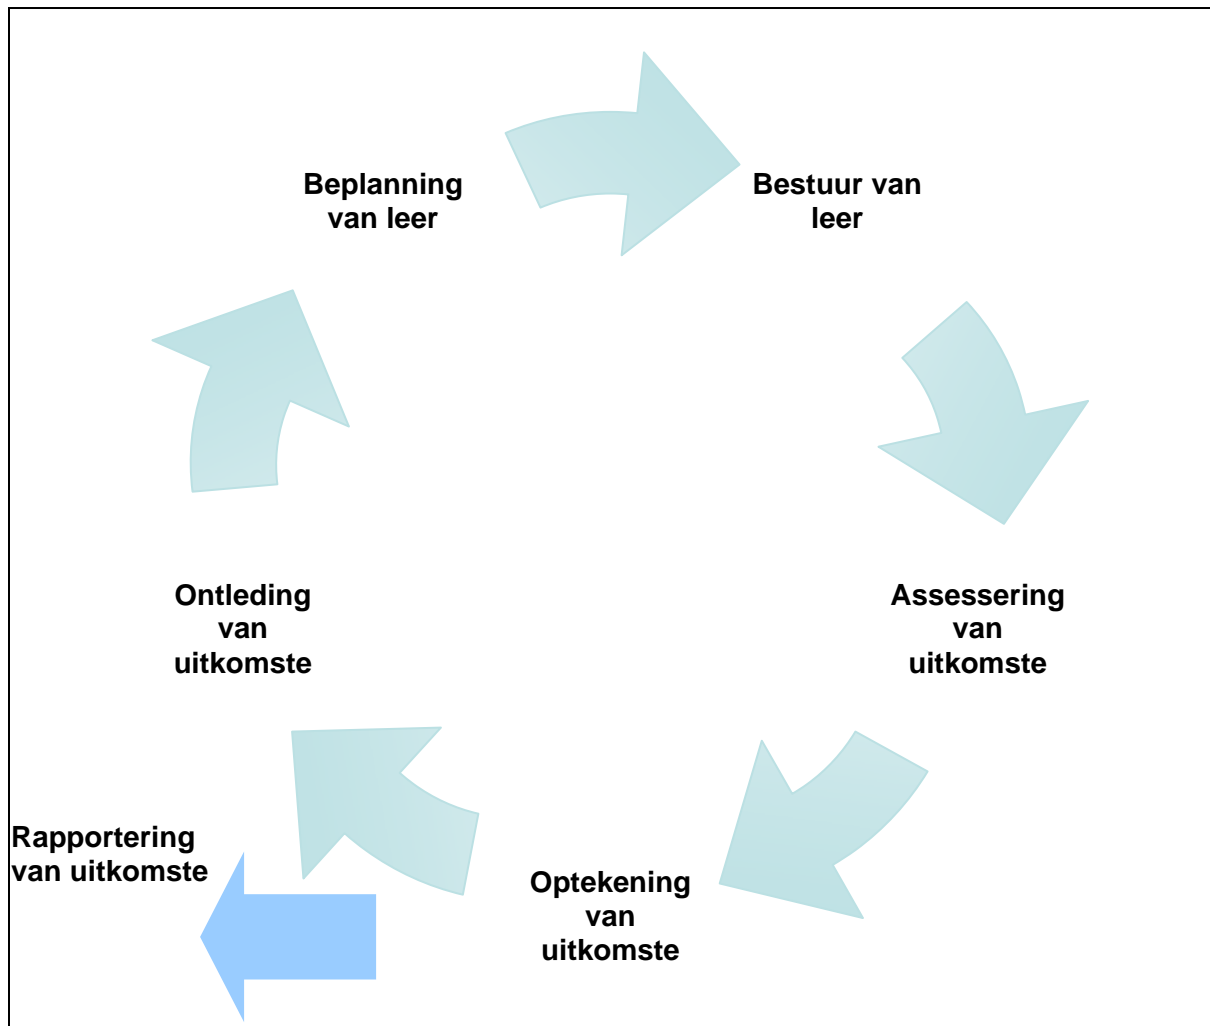 Beplanning
van leer
Bestuur van
leer
Assessering
van
uitkomste
Optekening
van
uitkomste
Rapportering
van uitkomste
Ontleding
van
uitkomste